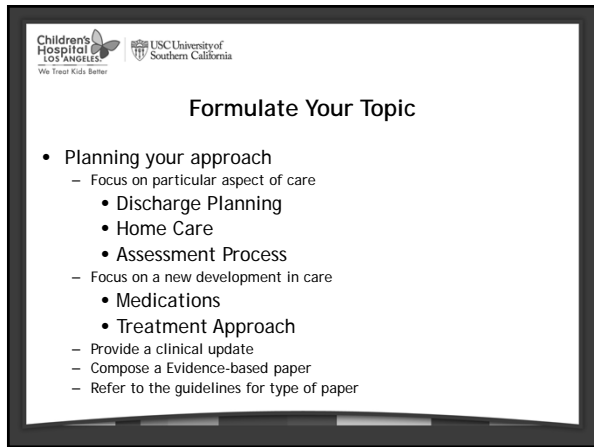 Childrens
Hospital
LOS ANGELES.
We Treat Kids Better
USC University of
Southern California
Formulate Your Topic
• Planning your approach
– Focus on particular aspect of care
• Discharge Planning
• Home Care
• Assessment Process
– Focus on a new development in care
• Medications
• Treatment Approach
– Provide a clinical update
– Compose a Evidence-based paper
– Refer to the guidelines for type of paper